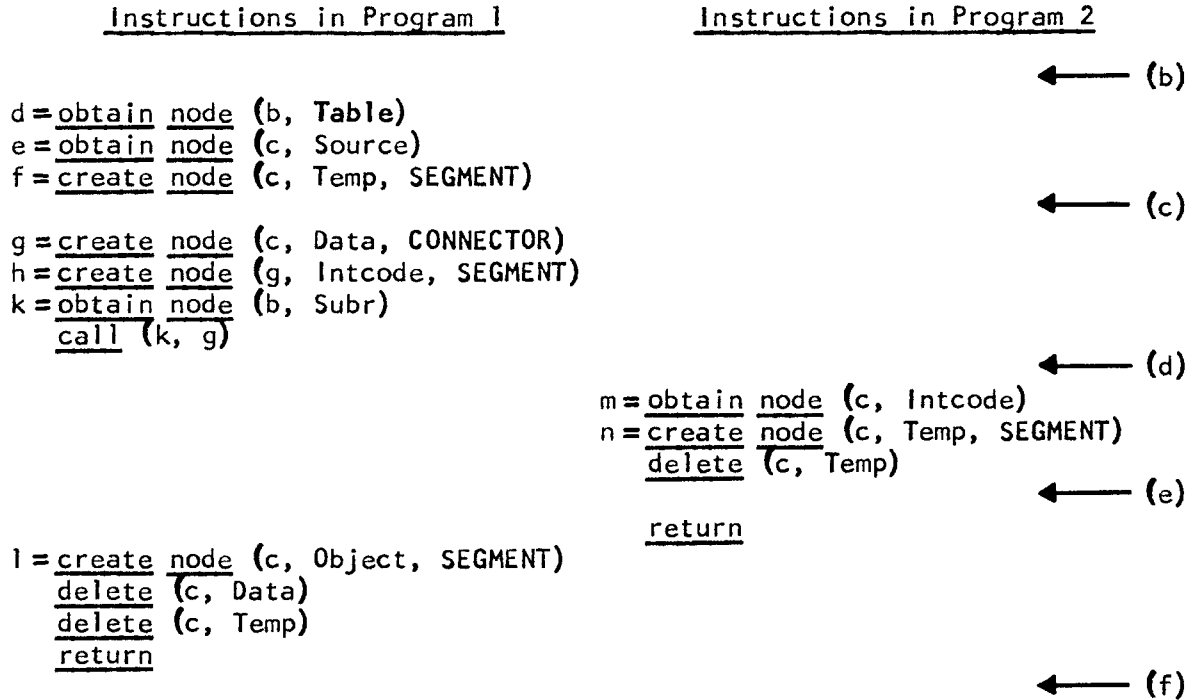 Instructions in Program 1 Instructions in Program 2
(b)
d = obtain node (b, Table)
e = obtain node (c, Source)
f = create node (c, Temp, SEGMENT)
(c)
g = create node (c, Data, CONNECTOR)
h = create node (g, Intcode, SEGMENT)
k = obtain node (b, Subr)
call (k, g)
(d)
m = obtain node (c, Intcode)
n = create node (c, Temp, SEGMENT)
delete (c, Temp)
(e)
return
l = create node (c, Object, SEGMENT)
delete (c, Data)
delete (c, Temp)
return
(f)